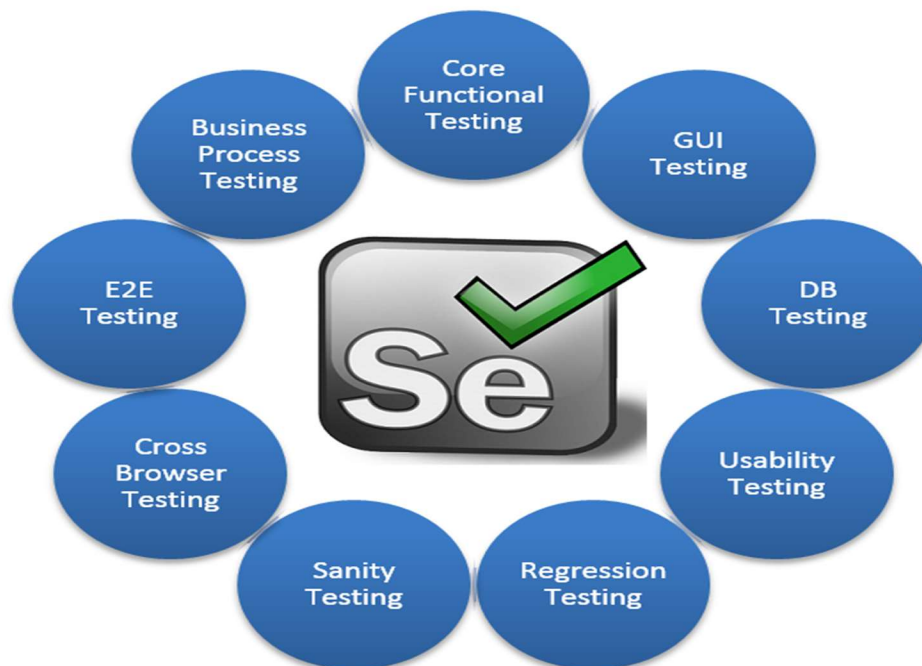 Core
Functional
Testing
GUI
Testing
DB
Testing
Usability
Testing
Regression
Testing
Sanity
Testing
Cross
Browser
Testing
E2E
Testing
Business
Process
Testing
Se